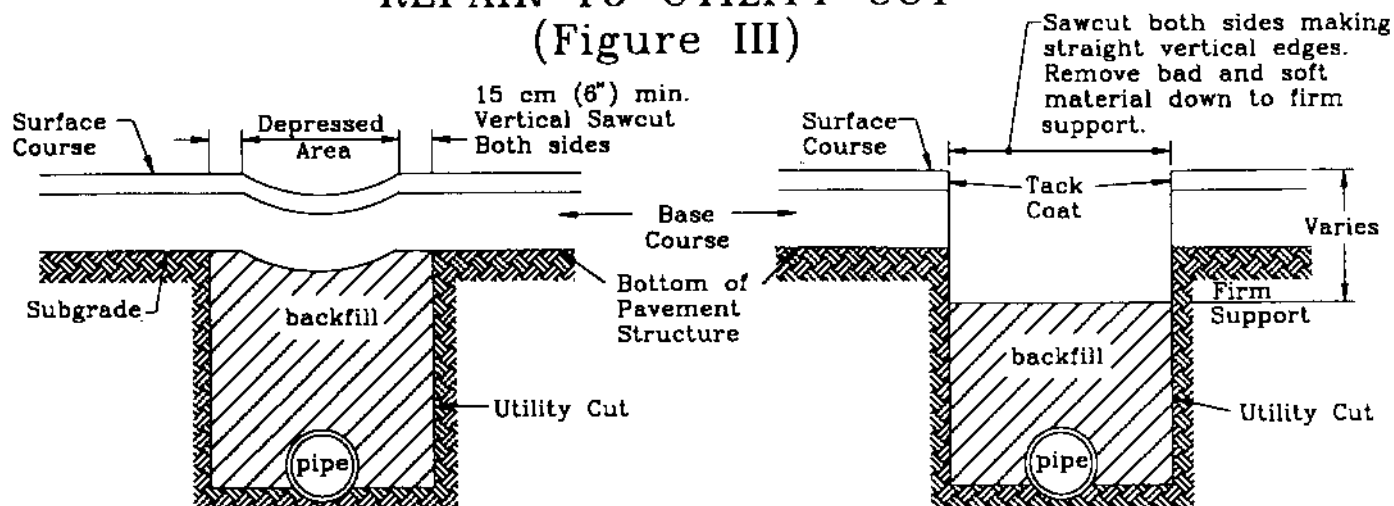 (Figure III)
Sawcut both sides making
straight vertical edges.
Remove bad and soft
material down to firm
support.
15 cm (6") min.
Vertical Sawcut
Both sides
Surface
Course
Depressed
Area
Surface
Course
Tack
Coat
Varies
Base
Course
Subgrade
backfill
Bottom of
Pavement
Structure
Firm
Support
backfill
Utility Cut
Utility Cut
pipe
pipe